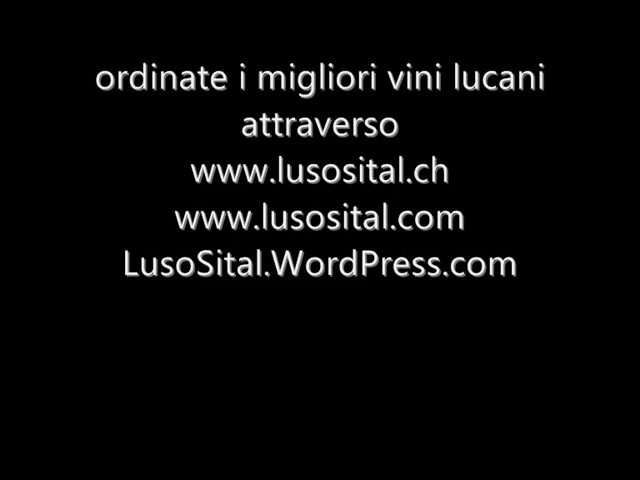 ordinate i migliori vini lucani
attraverso
www.lusosital.ch
www.lusosital.com
LusoSital.WordPress.com